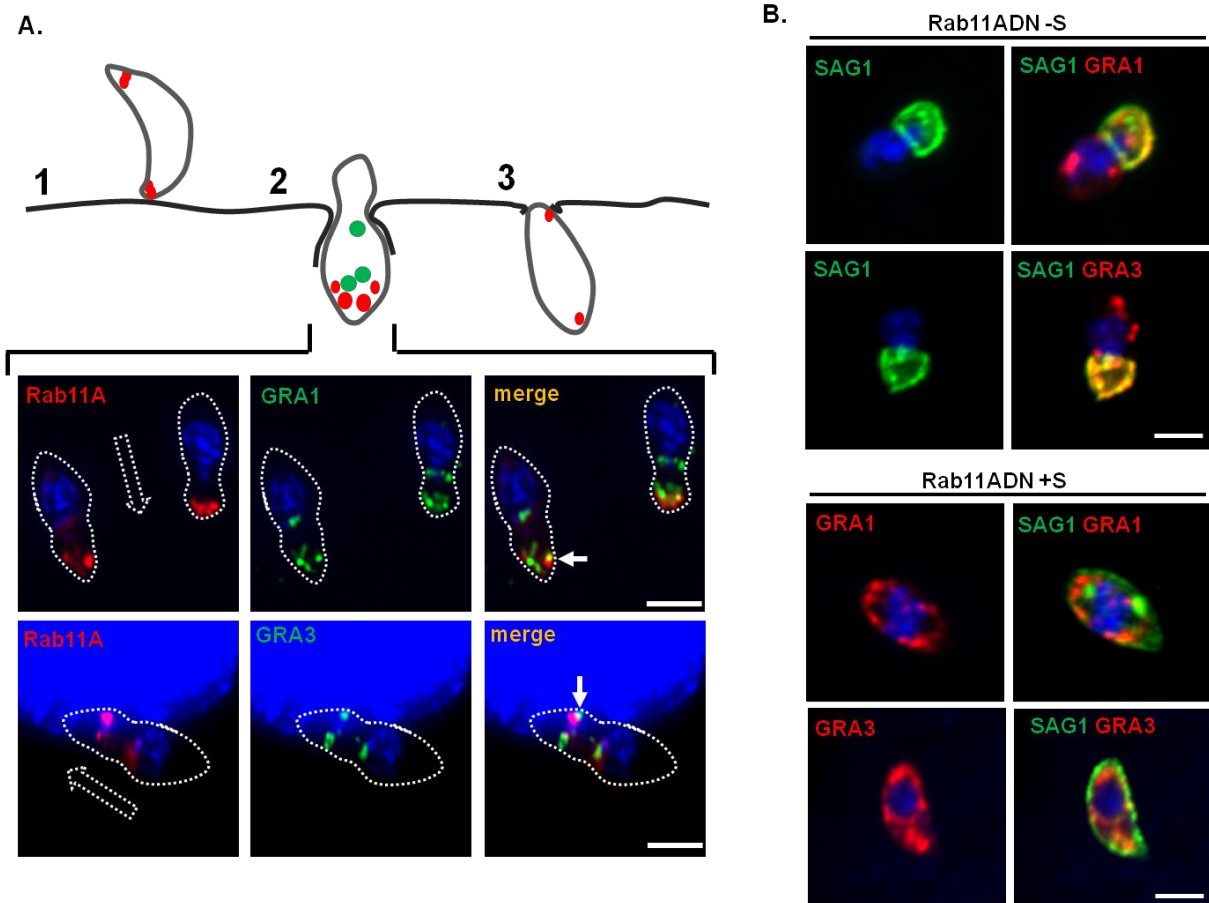 A.
1
2
3
Rab11A
GRA1
merge
Rab11A
GRA3
merge
B.
Rab11ADN -S
SAG1
SAG1 GRA1
SAG1
SAG1 GRA3
Rab11ADN +S
GRA1
SAG1 GRA1
GRA3
SAG1 GRA3